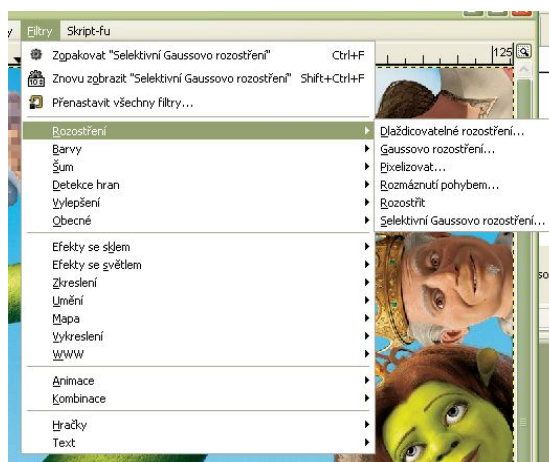 Filtry Skript-fu
Zopakovat "Selektivní Gaussovo rozostření" Ctrl+F
Znovu zobrazit "Selektivní Gaussovo rozostření" Shift+Ctrl+F
Přenastavit všechny filtry...
Rozostření
Barvy
Šum
Detekce hran
Vylepšení
Obecné
Efekty se sklem
Efekty se světlem
Zkreslení
Umění
Mapa
Vykreslení
WWW
Animace
Kombinace
Hračky
Text
125
Dlaždicovatelné rozostření...
Gaussovo rozostření...
Pixelizovat...
Rozmáznutí pohybem...
Rozostřit
Selektivní Gaussovo rozostření...